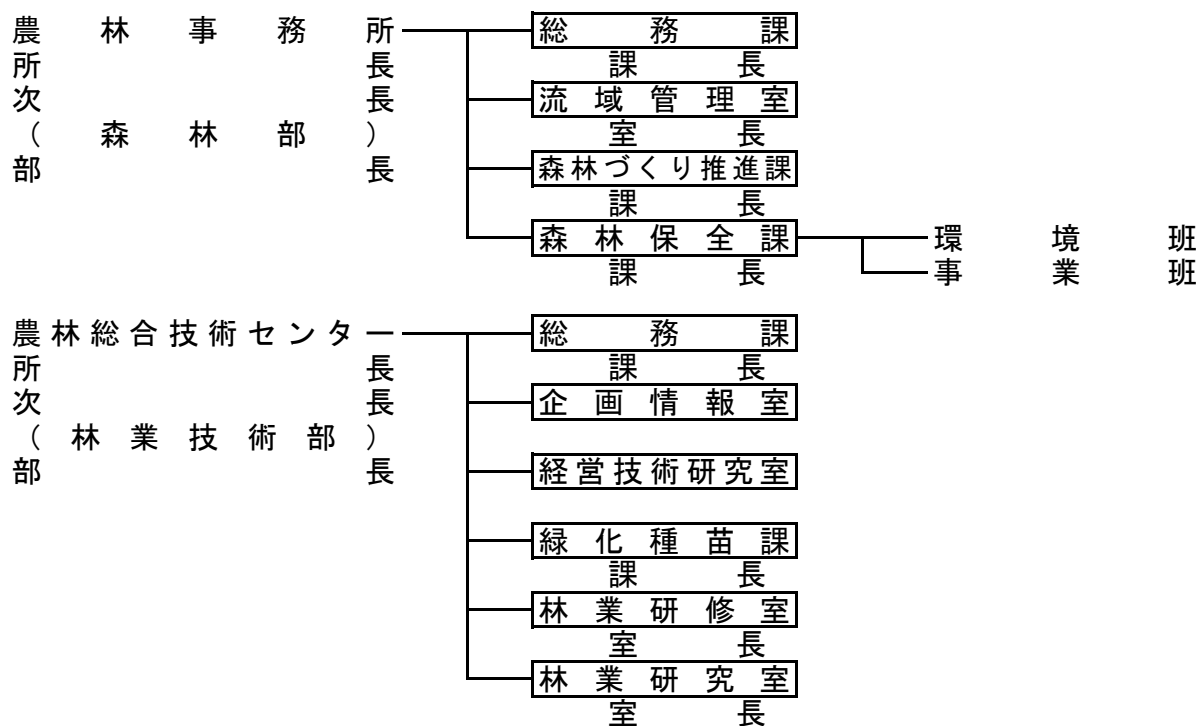 農林事務所
所長
次長
（森林部）
部長
総務課
課長
流域管理室
室長
森林づくり推進課
課長
森林保全課
課長
環境班
事業班
農林総合技術センター
所長
次長
（林業技術部）
部長
総務課
課長
企画情報室
経営技術研究室
緑化種苗課
課長
林業研修室
室長
林業研究室
室長